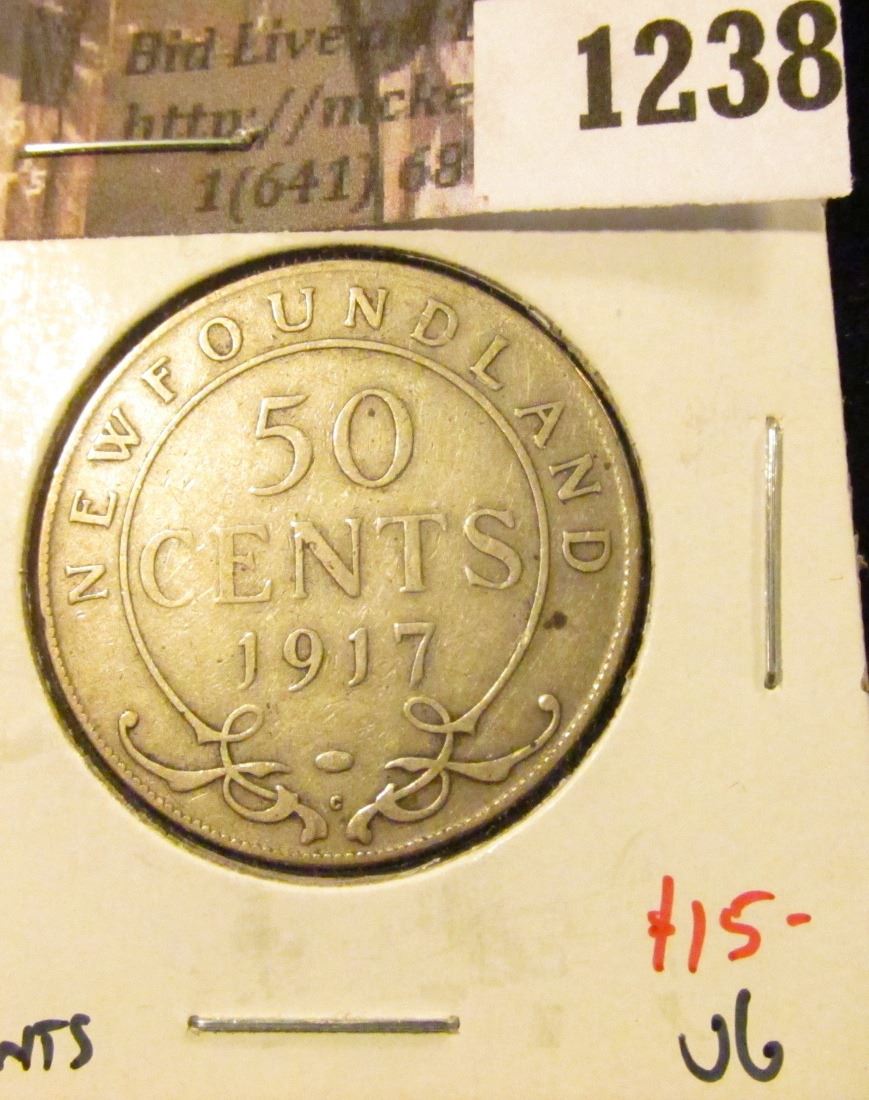 Bid Live
1238
http://mcke
1(641) 68
NEWFOUNDLAND
50
CENTS
1917
C
$15-
VG
NTS